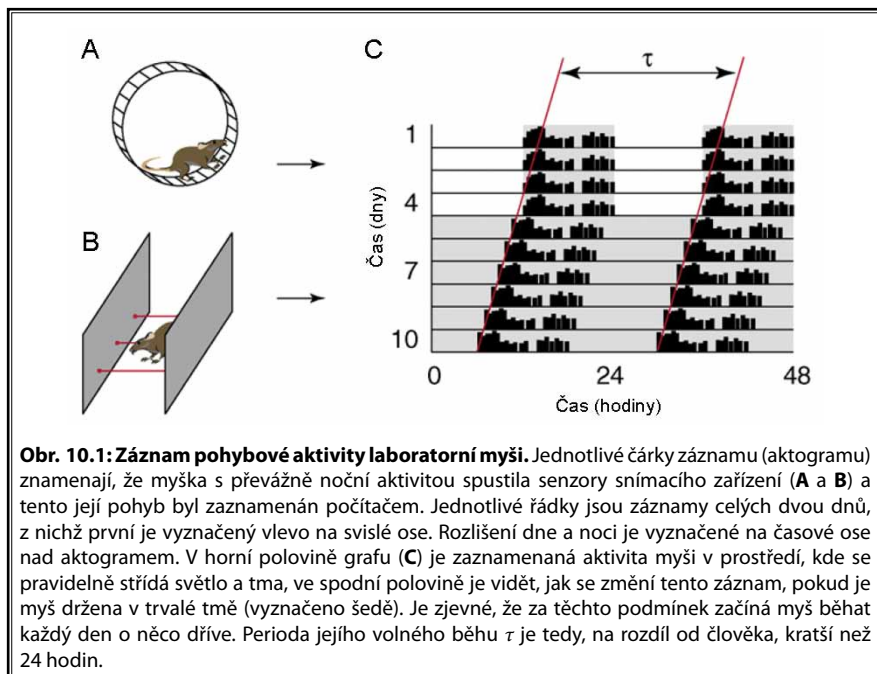 A
B
C
τ
1
4
7
10
Čas (dny)
0
24
48
Čas (hodiny)
Obr. 10.1: Záznam pohybové aktivity laboratorní myši. Jednotlivé čárky záznamu (aktogramu)
znamenají, že myška s převážně noční aktivitou spustila senzory snímacího zařízení (A a B) a
tento její pohyb byl zaznamenán počítačem. Jednotlivé řádky jsou záznamy celých dvou dnů,
z nichž první je vyznačený vlevo na svislé ose. Rozlišení dne a noci je vyznačené na časové ose
nad aktogramem. V horní polovině grafu (C) je zaznamenaná aktivita myši v prostředí, kde se
pravidelně střídá světlo a tma, ve spodní polovině je vidět, jak se změní tento záznam, pokud je
myš držena v trvalé tmě (vyznačeno šedě). Je zjevné, že za těchto podmínek začíná myš běhat
každý den o něco dříve. Perioda jejího volného běhu τ je tedy, na rozdíl od člověka, kratší než
24 hodin.